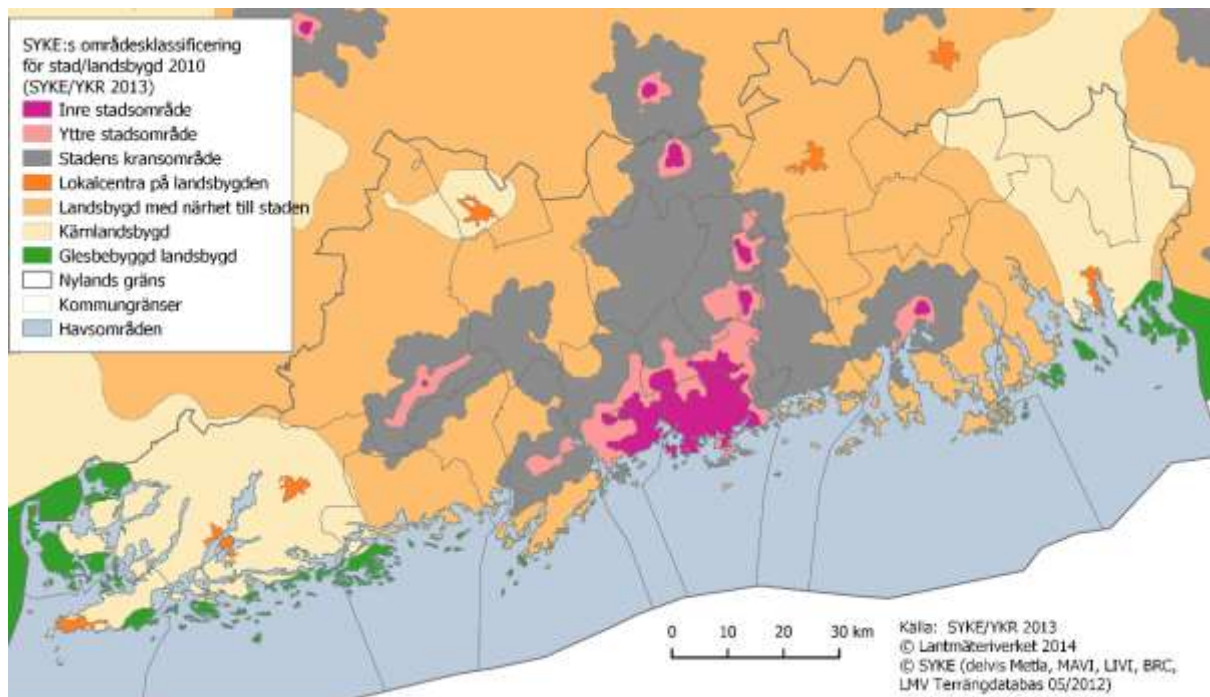 SYKE:s områdesklassificering
för stad/landsbygd 2010
(SYKE/YKR 2013)
Inre stadsområde
Yttre stadsområde
Stadens kransområde
Lokalcentra på landsbygden
Landsbygd med närhet till staden
Kärnlandsbygd
Glesbebyggd landsbygd
Nylands gräns
Kommungränser
Havsområden
0 10 20 30 km
Källa: SYKE/YKR 2013
© Lantmäteriverket 2014
© SYKE (delvis Metla, MAVI, LIVI, BRC,
LMV Terrängdatabas 05/2012)